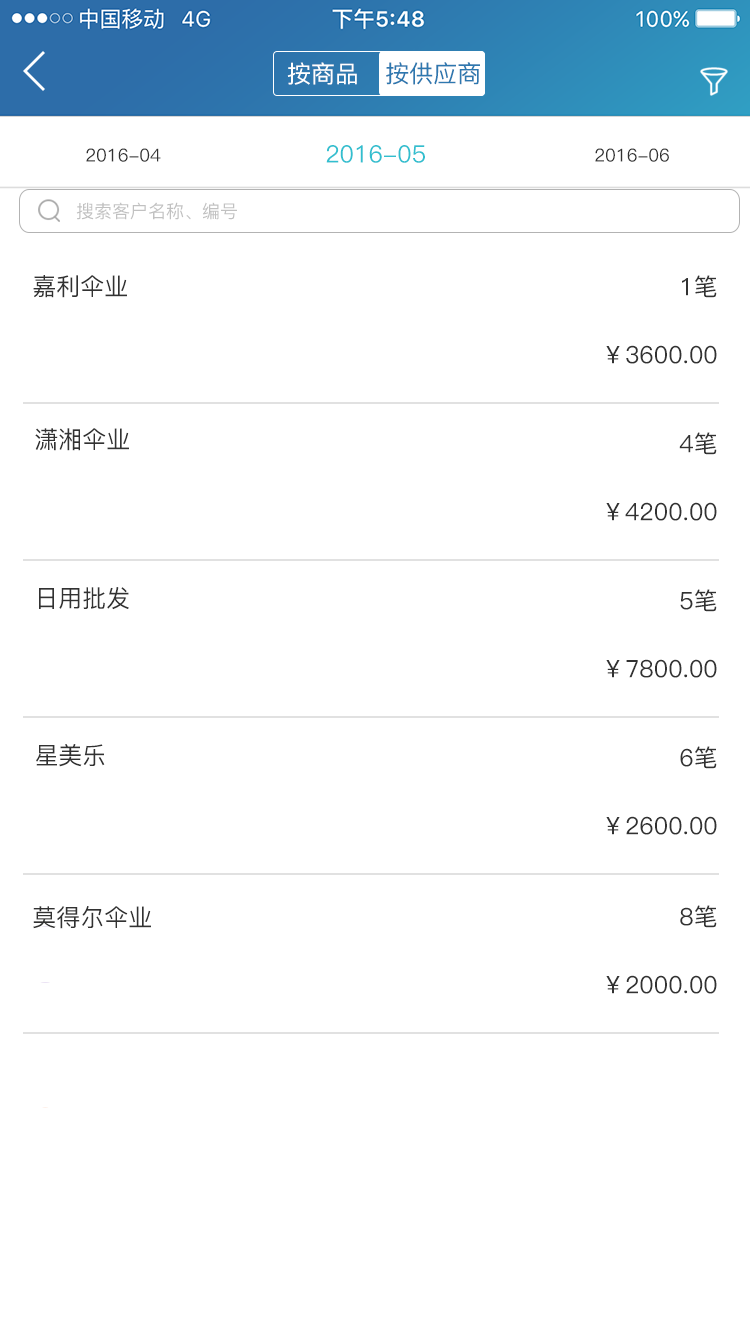 中国移动 4G 下午5:48 100%
按商品 按供应商
2016-04 2016-05 2016-06
搜索客户名称、编号
嘉利伞业 1笔
¥3600.00
潇湘伞业 4笔
¥4200.00
日用批发 5笔
¥7800.00
星美乐 6笔
¥2600.00
莫得尔伞业 8笔
¥2000.00